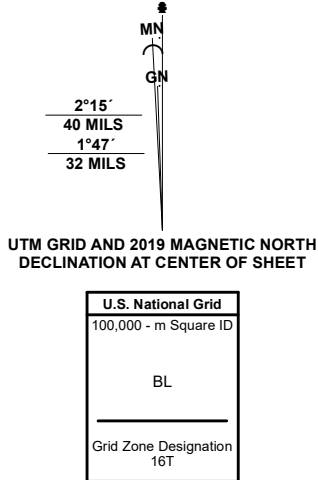 MN
GN
2°15´
40 MILS
1°47´
32 MILS
UTM GRID AND 2019 MAGNETIC NORTH
DECLINATION AT CENTER OF SHEET
U.S. National Grid
100,000 - m Square ID
BL
Grid Zone Designation
16T